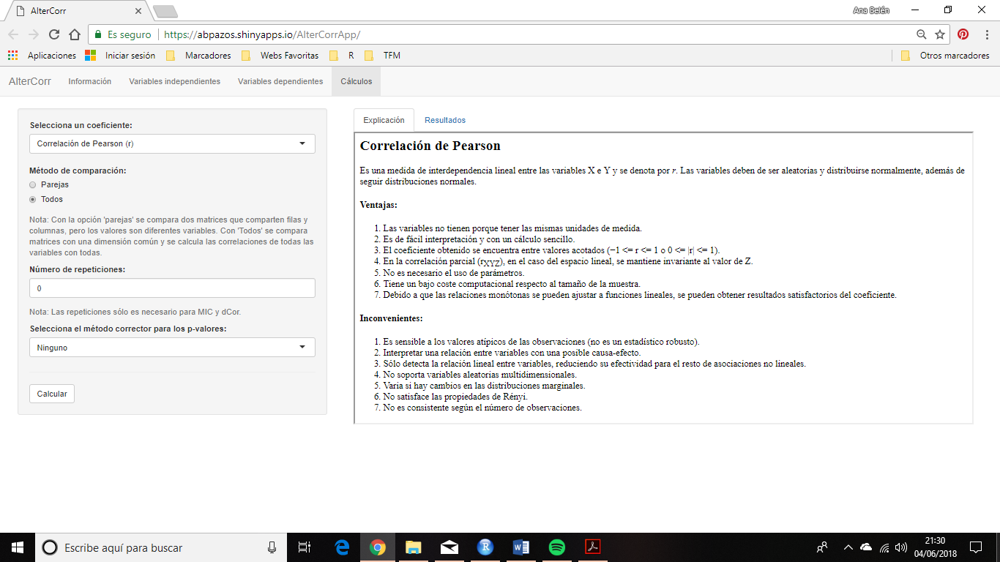 AlterCorr
Ana Belén
Es seguro
https://abpazos.shinyapps.io/AlterCorrApp/
Aplicaciones Iniciar sesión Marcadores Webs Favoritas R TFM Otros marcadores
AlterCorr Información Variables independientes Variables dependientes Cálculos
Selecciona un coeficiente:
Correlación de Pearson (r)
Método de comparación:
Parejas
Todos
Nota: Con la opción 'parejas' se compara dos matrices que comparten filas y
columnas, pero los valores son diferentes variables. Con 'Todos' se compara
matrices con una dimensión común y se calcula las correlaciones de todas las
variables con todas.
Número de repeticiones:
0
Nota: Las repeticiones sólo es necesario para MIC y dCor.
Selecciona el método corrector para los p-valores:
Ninguno
Calcular
Explicación Resultados
Correlación de Pearson
Es una medida de interdependencia lineal entre las variables X e Y y se denota por r. Las variables deben de ser aleatorias y distribuirse normalmente, además de
seguir distribuciones normales.
Ventajas:
1. Las variables no tienen porque tener las mismas unidades de medida.
2. Es de fácil interpretación y con un cálculo sencillo.
3. El coeficiente obtenido se encuentra entre valores acotados (−1 <= r <= 1 o 0 <= |r| <= 1).
4. En la correlación parcial (rXYZ), en el caso del espacio lineal, se mantiene invariante al valor de Z.
5. No es necesario el uso de parámetros.
6. Tiene un bajo coste computacional respecto al tamaño de la muestra.
7. Debido a que las relaciones monótonas se pueden ajustar a funciones lineales, se pueden obtener resultados satisfactorios del coeficiente.
Inconvenientes:
1. Es sensible a los valores atípicos de las observaciones (no es un estadístico robusto).
2. Interpretar una relación entre variables con una posible causa-efecto.
3. Sólo detecta la relación lineal entre variables, reduciendo su efectividad para el resto de asociaciones no lineales.
4. No soporta variables aleatorias multidimensionales.
5. Varia si hay cambios en las distribuciones marginales.
6. No satisface las propiedades de Rényi.
7. No es consistente según el número de observaciones.
Escribe aquí para buscar
21:30
04/06/2018